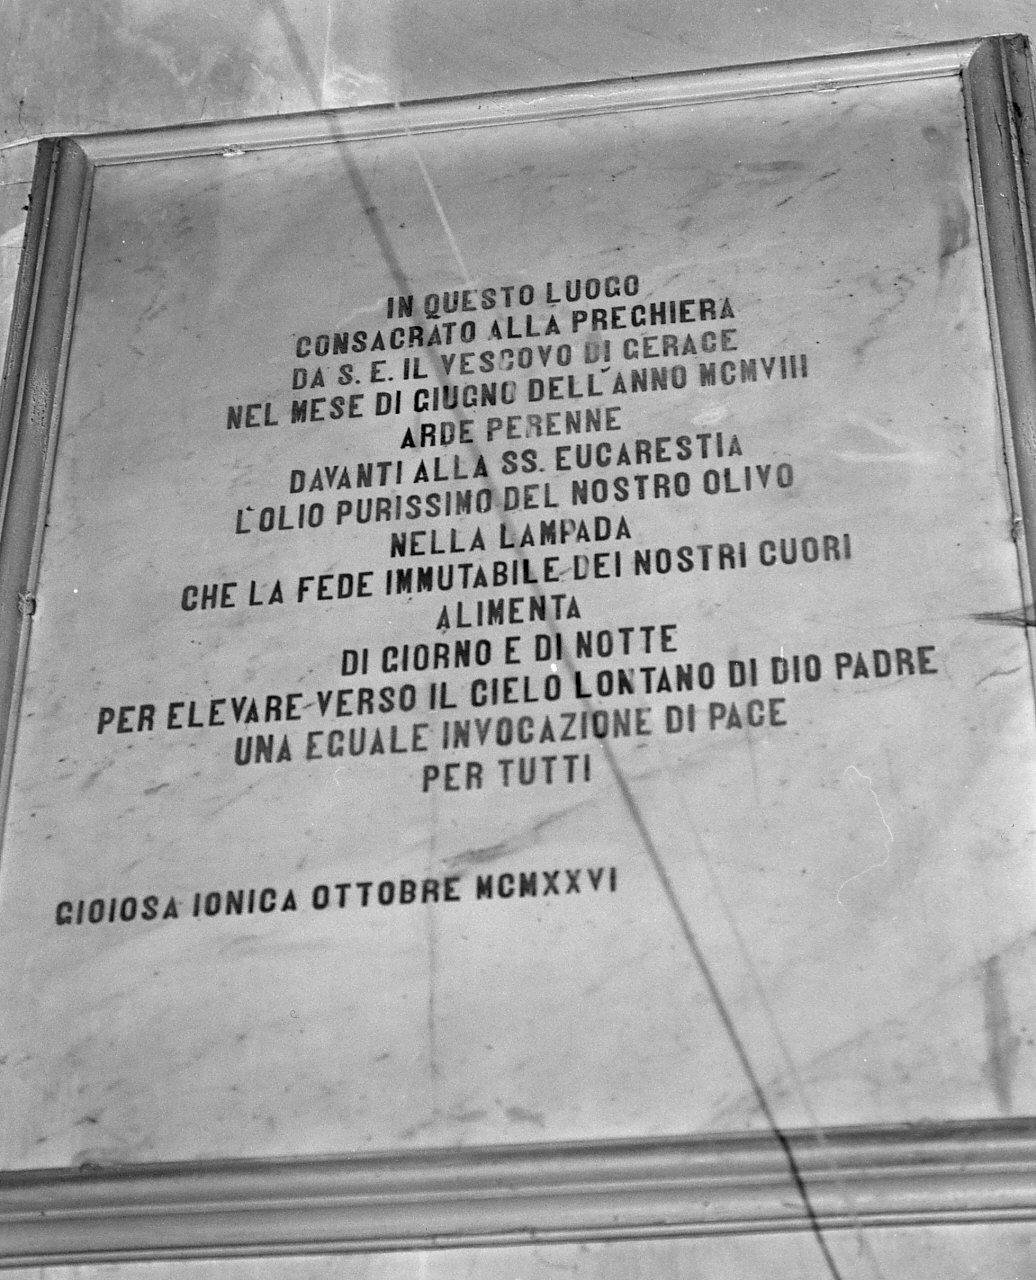 IN QUESTO LUOGO
CONSACRATO ALLA PREGHIERA
DA S. E. IL VESCOVO DI GERACE
NEL MESE DI GIUGNO DELL'ANNO MCMVIII
ARDE PERENNE
DAVANTI ALLA SS. EUCARESTIA
L'OLIO PURISSIMO DEL NOSTRO OLIVO
NELLA LAMPADA
CHE LA FEDE IMMUTABILE DEI NOSTRI CUORI
ALIMENTA
DI GIORNO E DI NOTTE
PER ELEVARE VERSO IL CIELO LONTANO DI DIO PADRE
UNA EGUALE INVOCAZIONE DI PACE
PER TUTTI
GIOIOSA IONICA OTTOBRE MCMXXVI